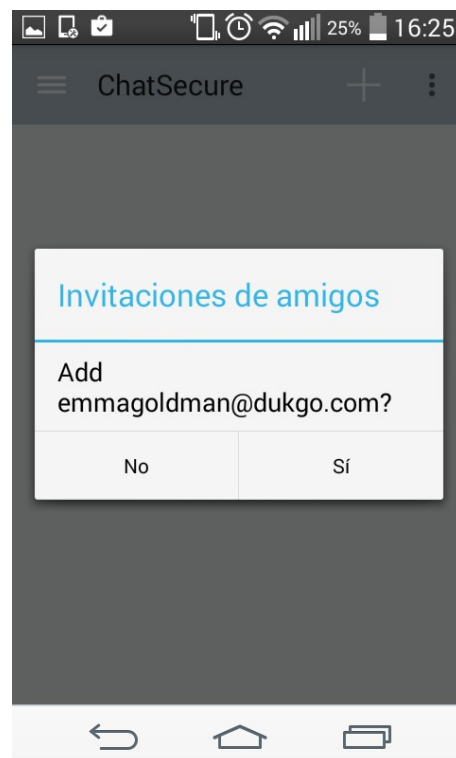 25% 16:25
ChatSecure
Invitaciones de amigos
Add
emmagoldman@dukgo.com?
No Sí